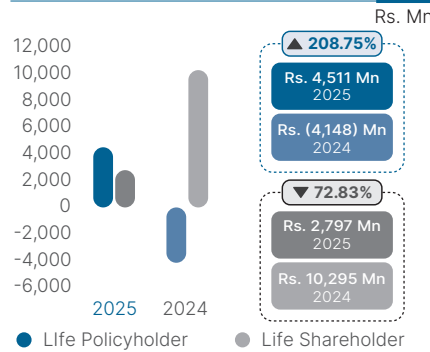 Rs. Mn
12,000
10,000
8,000
6,000
4,000
2,000
0
-2,000
-4,000
-6,000
2025 2024
▲ 208.75%
Rs. 4,511 Mn
2025
Rs. (4,148) Mn
2024
▼ 72.83%
Rs. 2,797 Mn
2025
Rs. 10,295 Mn
2024
LIfe Policyholder Life Shareholder